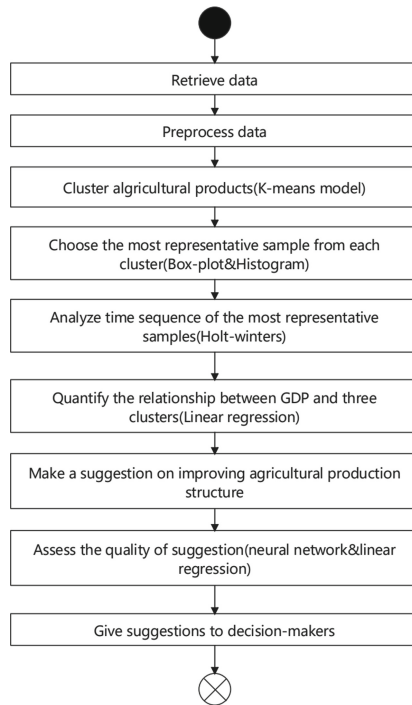 Retrieve data
Preprocess data
Cluster algricultural products(K-means model)
Choose the most representative sample from each
cluster(Box-plot&Histogram)
Analyze time sequence of the most representative
samples(Holt-winters)
Quantify the relationship between GDP and three
clusters(Linear regression)
Make a suggestion on improving agricultural production
structure
Assess the quality of suggestion(neural network&linear
regression)
Give suggestions to decision-makers